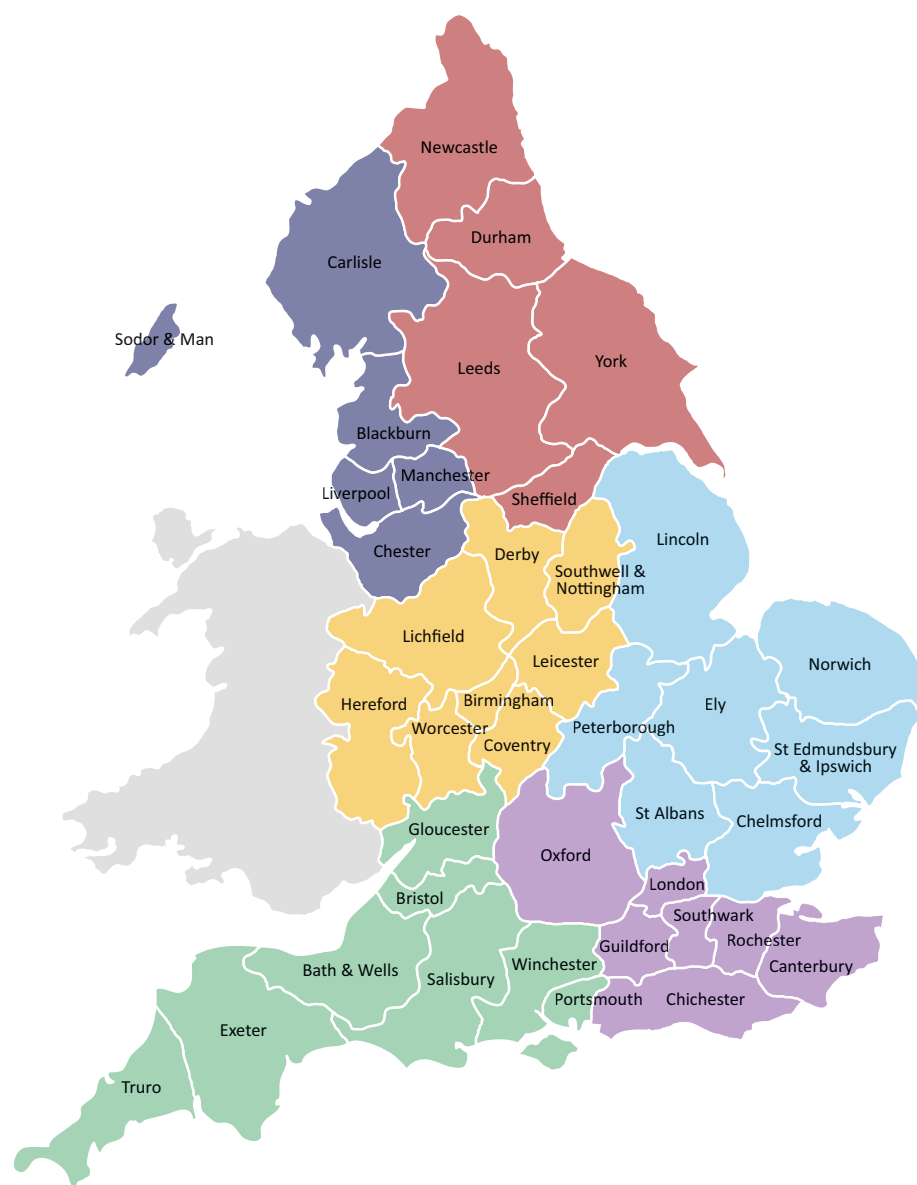 Newcastle
Durham
Carlisle
Sodor & Man
York
Leeds
Blackburn
Manchester
Liverpool
Sheffield
Lincoln
Chester
Derby
Southwell &
Nottingham
Lichfield
Leicester
Norwich
Hereford
Birmingham
Ely
Worcester
Peterborough
Coventry
St Edmundsbury
& Ipswich
St Albans
Chelmsford
Gloucester
Oxford
London
Bristol
Southwark
Rochester
Guildford
Winchester
Canterbury
Bath & Wells
Salisbury
Portsmouth
Chichester
Exeter
Truro